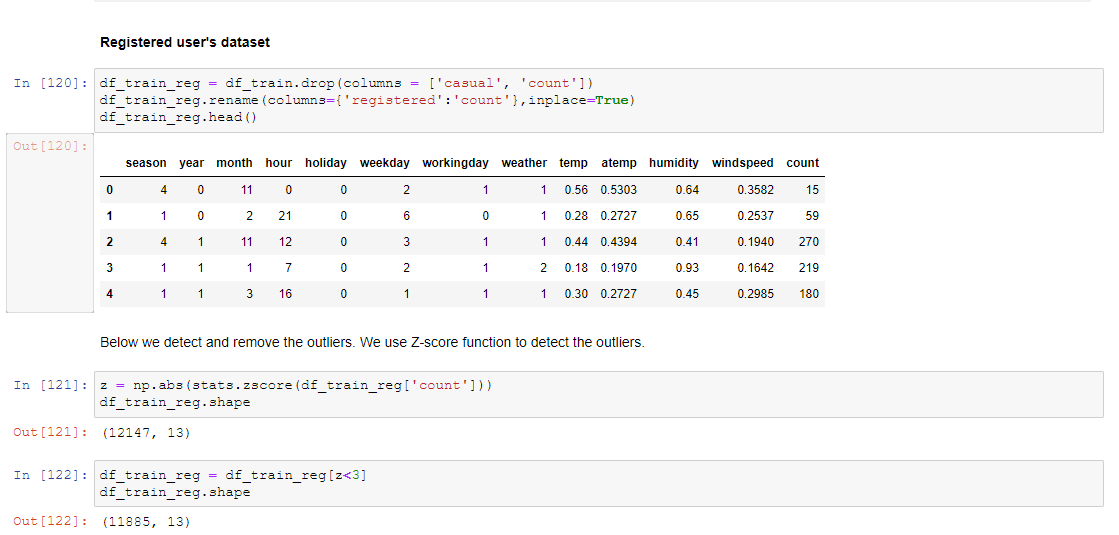 Registered user's dataset
In [120]: df_train_reg = df_train.drop(columns = ['casual', 'count'])
df_train_reg.rename(columns={'registered':'count'},inplace=True)
df_train_reg.head()
Out[120]:
season year month hour holiday weekday workingday weather temp atemp humidity windspeed count
0 4 0 11 0 0 2 1 1 0.56 0.5303 0.64 0.3582 15
1 1 0 2 21 0 6 0 1 0.28 0.2727 0.65 0.2537 59
2 4 1 11 12 0 3 1 1 0.44 0.4394 0.41 0.1940 270
3 1 1 1 7 0 2 1 2 0.18 0.1970 0.93 0.1642 219
4 1 1 3 16 0 1 1 1 0.30 0.2727 0.45 0.2985 180
Below we detect and remove the outliers. We use Z-score function to detect the outliers.
In [121]: z = np.abs(stats.zscore(df_train_reg['count']))
df_train_reg.shape
Out[121]: (12147, 13)
In [122]: df_train_reg = df_train_reg[z<3]
df_train_reg.shape
Out[122]: (11885, 13)